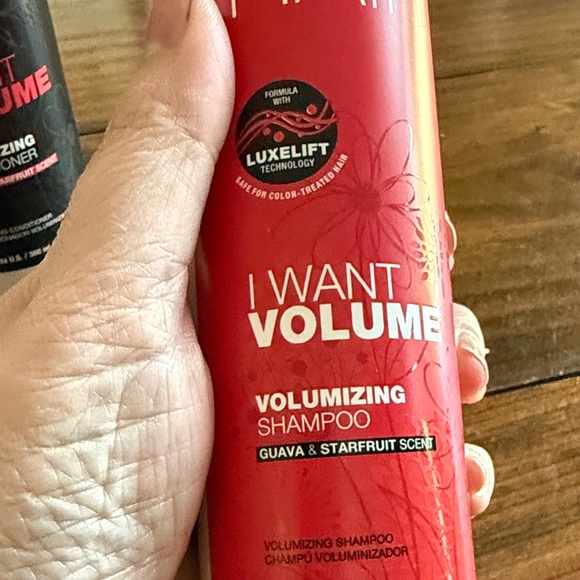 FORMULA
WITH
LUXELIFT
TECHNOLOGY
SAFE FOR COLOR-TREATED HAIR
I WANT
VOLUME
VOLUMIZING
SHAMPOO
GUAVA & STARFRUIT SCENT
VOLUMIZING SHAMPOO
CHAMPÚ VOLUMINIZADOR
NT
UME
ZING
ONER
STARFRUIT SCENT